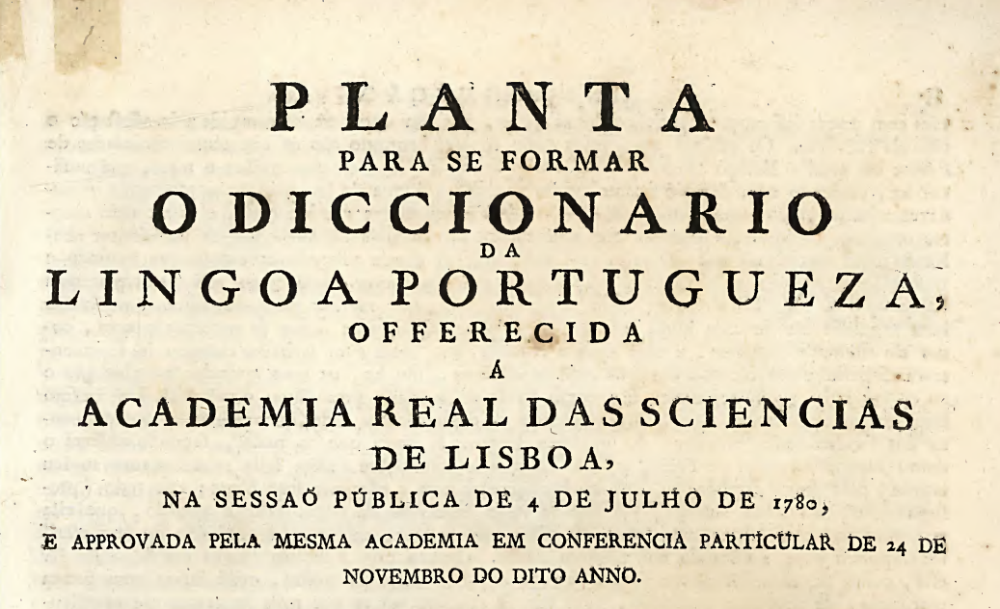 PLANTA
PARA SE FORMAR
O DICCIONARIO
DA
LINGOA PORTUGUEZA,
OFFERECIDA
Á
ACADEMIA REAL DAS SCIENCIAS
DE LISBOA,
NA SESSAÕ PÚBLICA DE 4 DE JULHO DE 1780,
E APPROVADA PELA MESMA ACADEMIA EM CONFERENCIA PARTICULAR DE 24 DE
NOVEMBRO DO DITO ANNO.